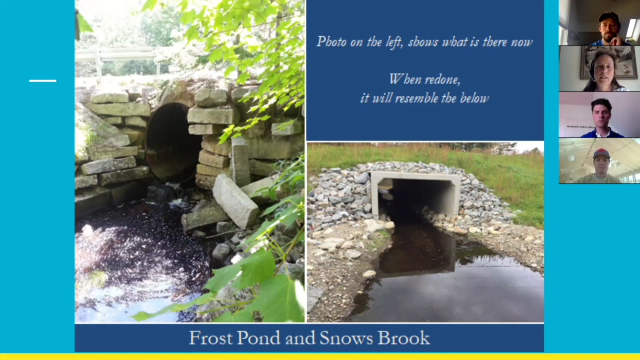 Photo on the left, shows what is there now
When redone,
it will resemble the below
Frost Pond and Snows Brook